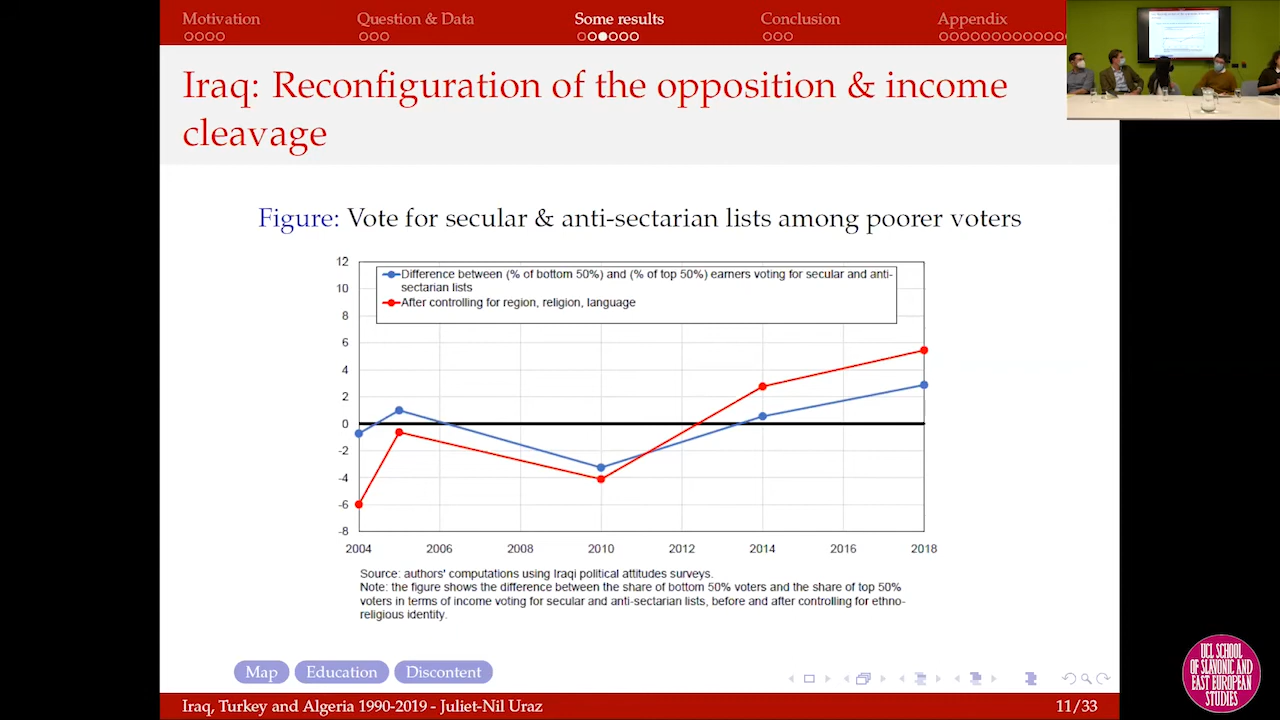 Motivation
Question & Data
Some results
Conclusion
Appendix
Iraq: Reconfiguration of the opposition & income
cleavage
Figure: Vote for secular & anti-sectarian lists among poorer voters
Difference between (% of bottom 50%) and (% of top 50%) earners voting for secular and anti-
sectarian lists
After controlling for region, religion, language
12
10
8
6
4
2
0
-2
-4
-6
-8
2004 2006 2008 2010 2012 2014 2016 2018
Source: authors' computations using Iraqi political attitudes surveys.
Note: the figure shows the difference between the share of bottom 50% voters and the share of top 50%
voters in terms of income voting for secular and anti-sectarian lists, before and after controlling for ethno-
religious identity.
Map Education Discontent
Iraq, Turkey and Algeria 1990-2019 - Juliet-Nil Uraz
11/33
UCL SCHOOL
OF SLAVONIC AND
EAST EUROPEAN
STUDIES